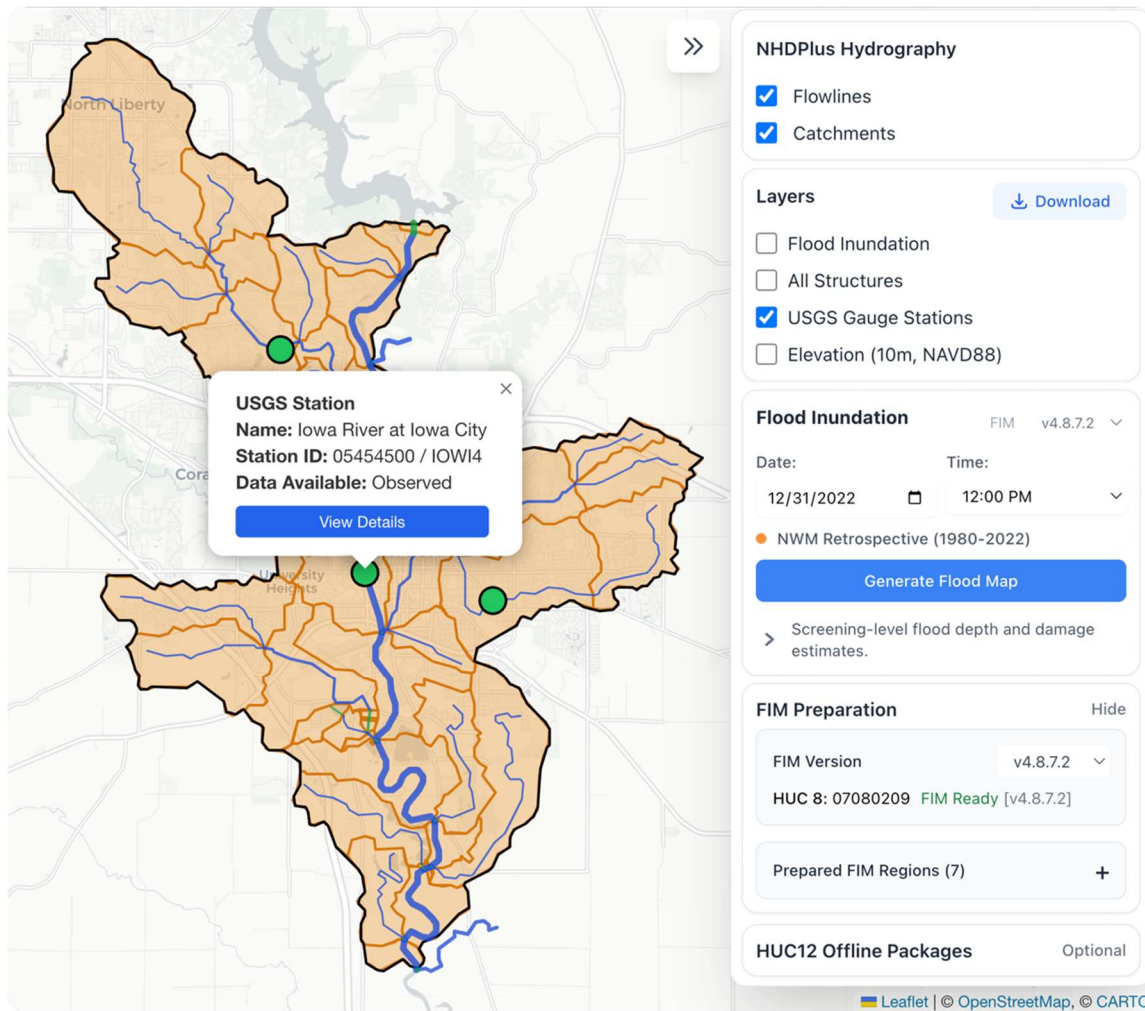 North Liberty
USGS Station
Name: Iowa River at Iowa City
Station ID: 05454500 / IOWI4
Data Available: Observed
View Details
Cora
University
Heights
NHDPlus Hydrography
Flowlines
Catchments
Layers
Download
Flood Inundation
All Structures
USGS Gauge Stations
Elevation (10m, NAVD88)
Flood Inundation FIM v4.8.7.2
Date: Time:
12/31/2022 12:00 PM
NWM Retrospective (1980-2022)
Generate Flood Map
Screening-level flood depth and damage
estimates.
FIM Preparation Hide
FIM Version v4.8.7.2
HUC 8: 07080209 FIM Ready [v4.8.7.2]
Prepared FIM Regions (7) +
HUC12 Offline Packages Optional
Leaflet | © OpenStreetMap, © CARTO